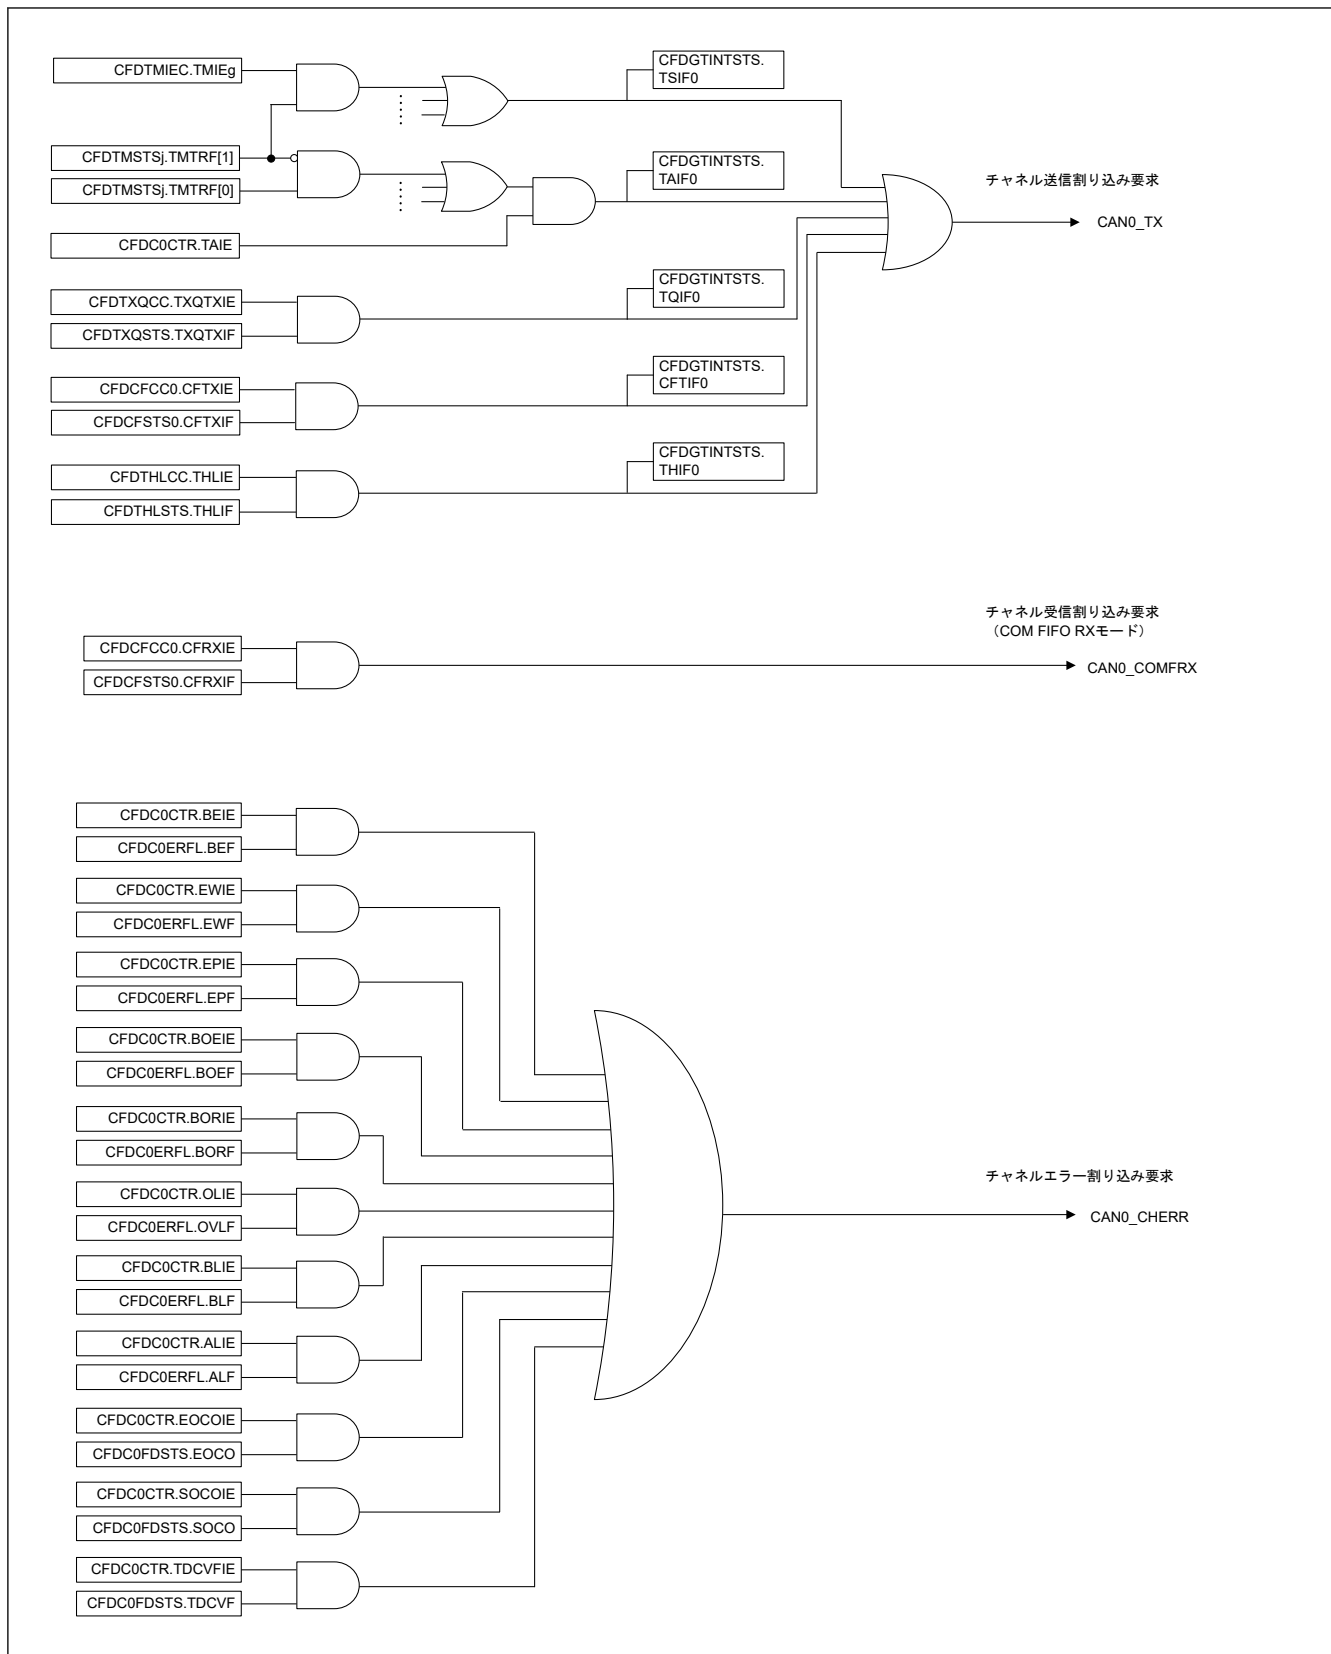 CFDTMIEC.TMIEg
CFDGTINTSTS.
TSIF0
CFDTMSTSj.TMTRF[1]
CFDTMSTSj.TMTRF[0]
CFDGTINTSTS.
TAIF0
チャネル送信割り込み要求
CAN0_TX
CFDC0CTR.TAIE
CFDTXQCC.TXQTXIE
CFDTXQSTS.TXQTXIF
CFDGTINTSTS.
TQIF0
CFDCFCC0.CFTXIE
CFDCFSTS0.CFTXIF
CFDGTINTSTS.
CFTIF0
CFDTHLCC.THLIE
CFDTHLSTS.THLIF
CFDGTINTSTS.
THIF0
チャネル受信割り込み要求
（COM FIFO RXモード）
CFDCFCC0.CFRXIE
CFDCFSTS0.CFRXIF
CAN0_COMFRX
CFDC0CTR.BEIE
CFDC0ERFL.BEF
CFDC0CTR.EWIE
CFDC0ERFL.EWF
CFDC0CTR.EPIE
CFDC0ERFL.EPF
CFDC0CTR.BOEIE
CFDC0ERFL.BOEF
CFDC0CTR.BORIE
CFDC0ERFL.BORF
チャネルエラー割り込み要求
CFDC0CTR.OLIE
CFDC0ERFL.OVLF
CAN0_CHERR
CFDC0CTR.BLIE
CFDC0ERFL.BLF
CFDC0CTR.ALIE
CFDC0ERFL.ALF
CFDC0CTR.EOCOIE
CFDC0FDSTS.EOCO
CFDC0CTR.SOCOIE
CFDC0FDSTS.SOCO
CFDC0CTR.TDCVFIE
CFDC0FDSTS.TDCVF